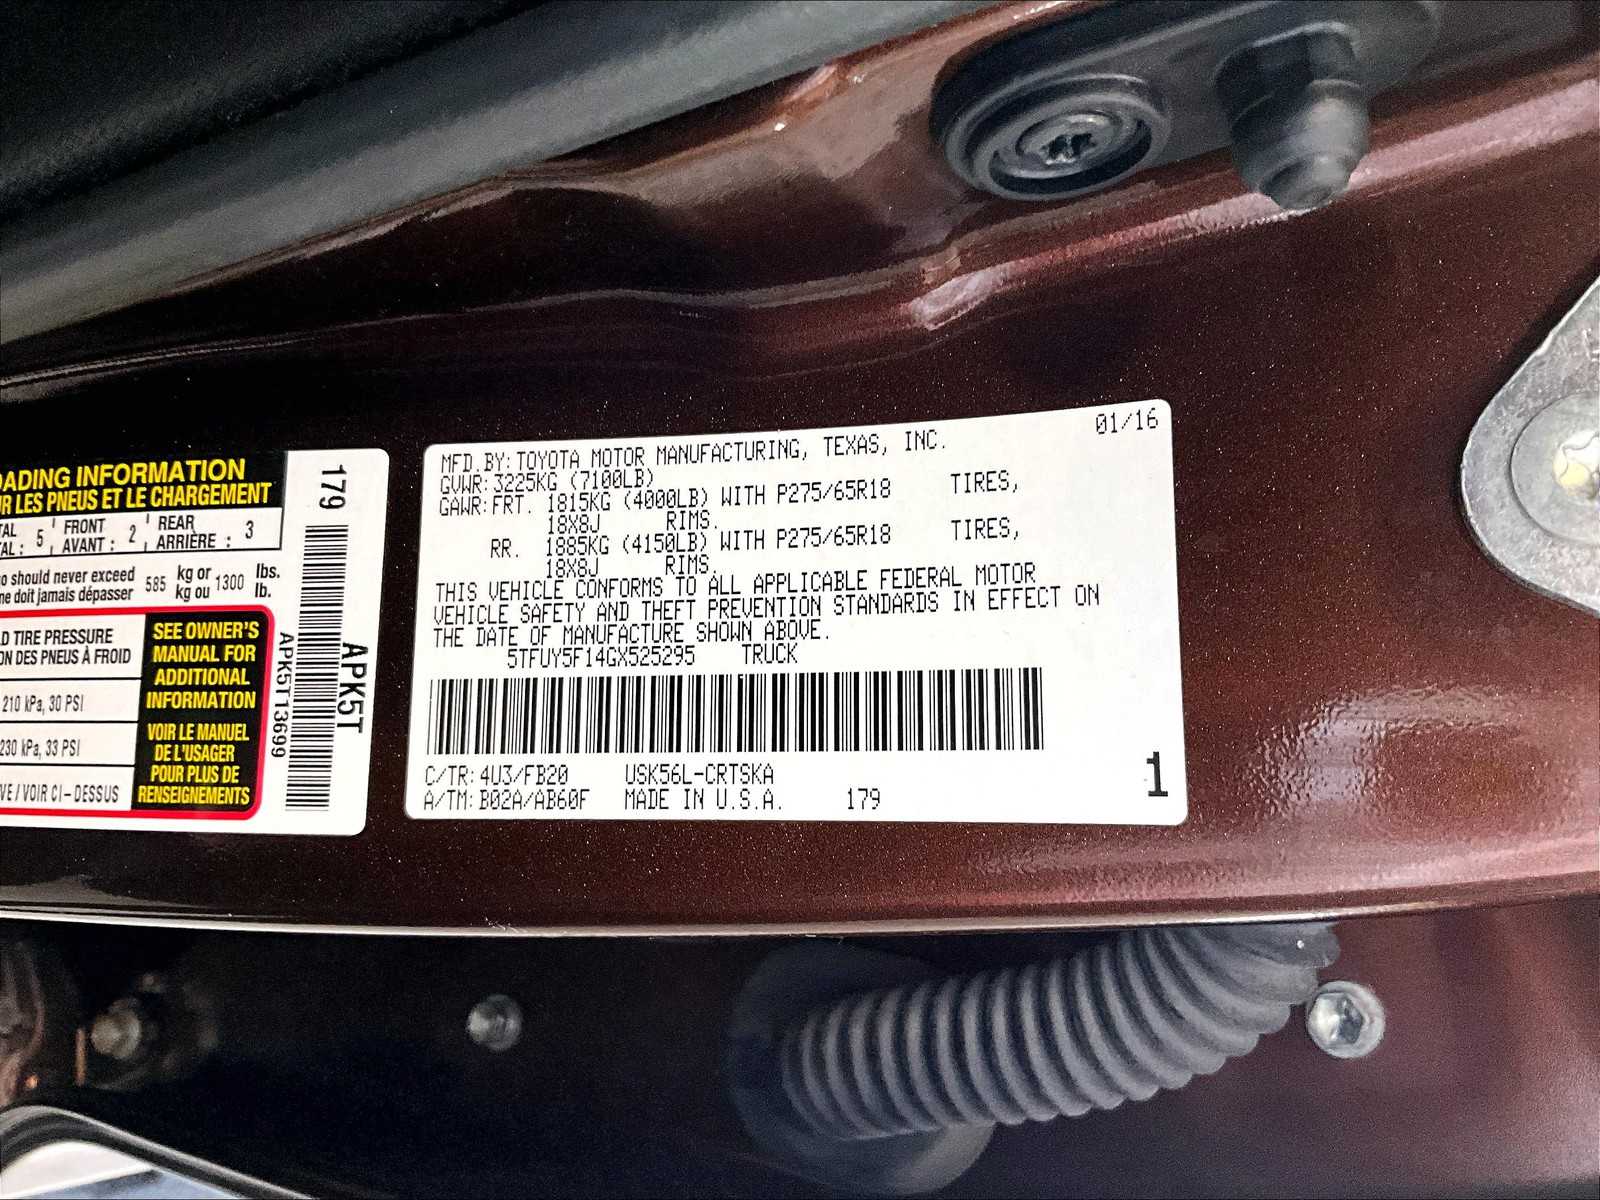 ADING INFORMATION
R LES PNEUS ET LE CHARGEMENT
TAL 5 FRONT 2 REAR 3
AL : AVANT : ARRIÈRE :
o should never exceed 585 kg or 1300 lbs.
ne doit jamais dépasser kg ou lb.
D TIRE PRESSURE
ON DES PNEUS À FROID
210 kPa, 30 PSI
230 kPa, 33 PSI
VE / VOIR CI-DESSUS
SEE OWNER'S
MANUAL FOR
ADDITIONAL
INFORMATION
VOIR LE MANUEL
DE L'USAGER
POUR PLUS DE
RENSEIGNEMENTS
179
APK5T13699
APK5T
01/16
MFD.BY:TOYOTA MOTOR MANUFACTURING, TEXAS, INC.
GVWR:3225KG (7100LB)
GAWR:FRT. 1815KG (4000LB) WITH P275/65R18 TIRES,
18X8J RIMS.
RR. 1885KG (4150LB) WITH P275/65R18 TIRES,
18X8J RIMS.
THIS VEHICLE CONFORMS TO ALL APPLICABLE FEDERAL MOTOR
VEHICLE SAFETY AND THEFT PREVENTION STANDARDS IN EFFECT ON
THE DATE OF MANUFACTURE SHOWN ABOVE.
5TFUY5F14GX525295 TRUCK
C/TR:4U3/FB20 USK56L-CRTSKA
A/TM:B02A/AB60F MADE IN U.S.A. 179
1